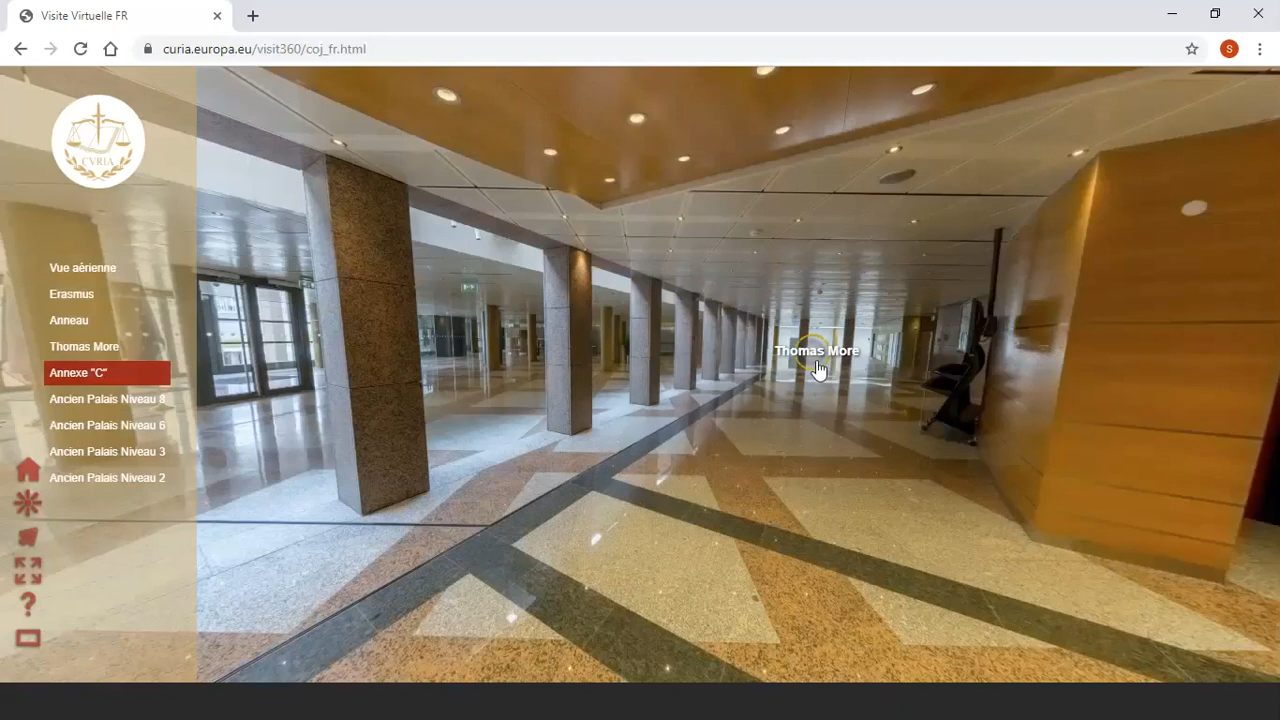 Visite Virtuelle FR
curia.europa.eu/visit360/coj_fr.html
S
CVRIA
Vue aérienne
Erasmus
Anneau
Thomas More
Annexe "C"
Ancien Palais Niveau 8
Ancien Palais Niveau 6
Ancien Palais Niveau 3
Ancien Palais Niveau 2
?
Thomas More